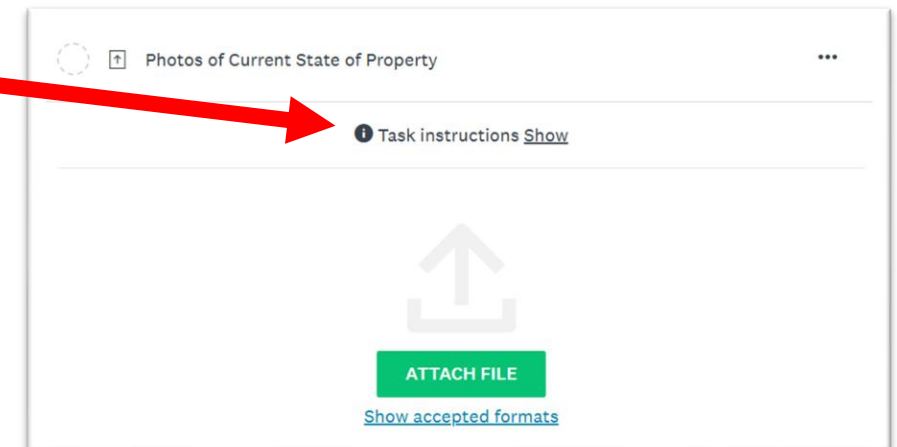 Photos of Current State of Property
Task instructions Show
ATTACH FILE
Show accepted formats